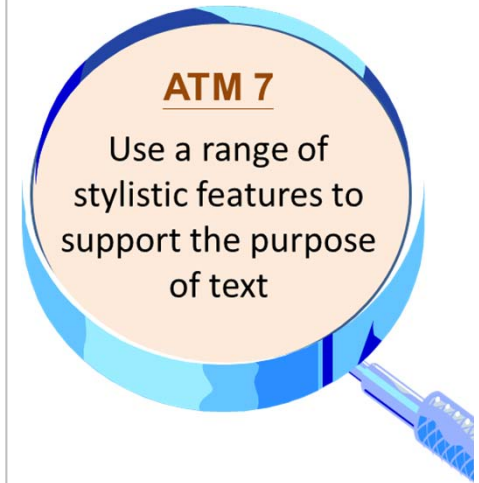 ATM 7
Use a range of
stylistic features to
support the purpose
of text